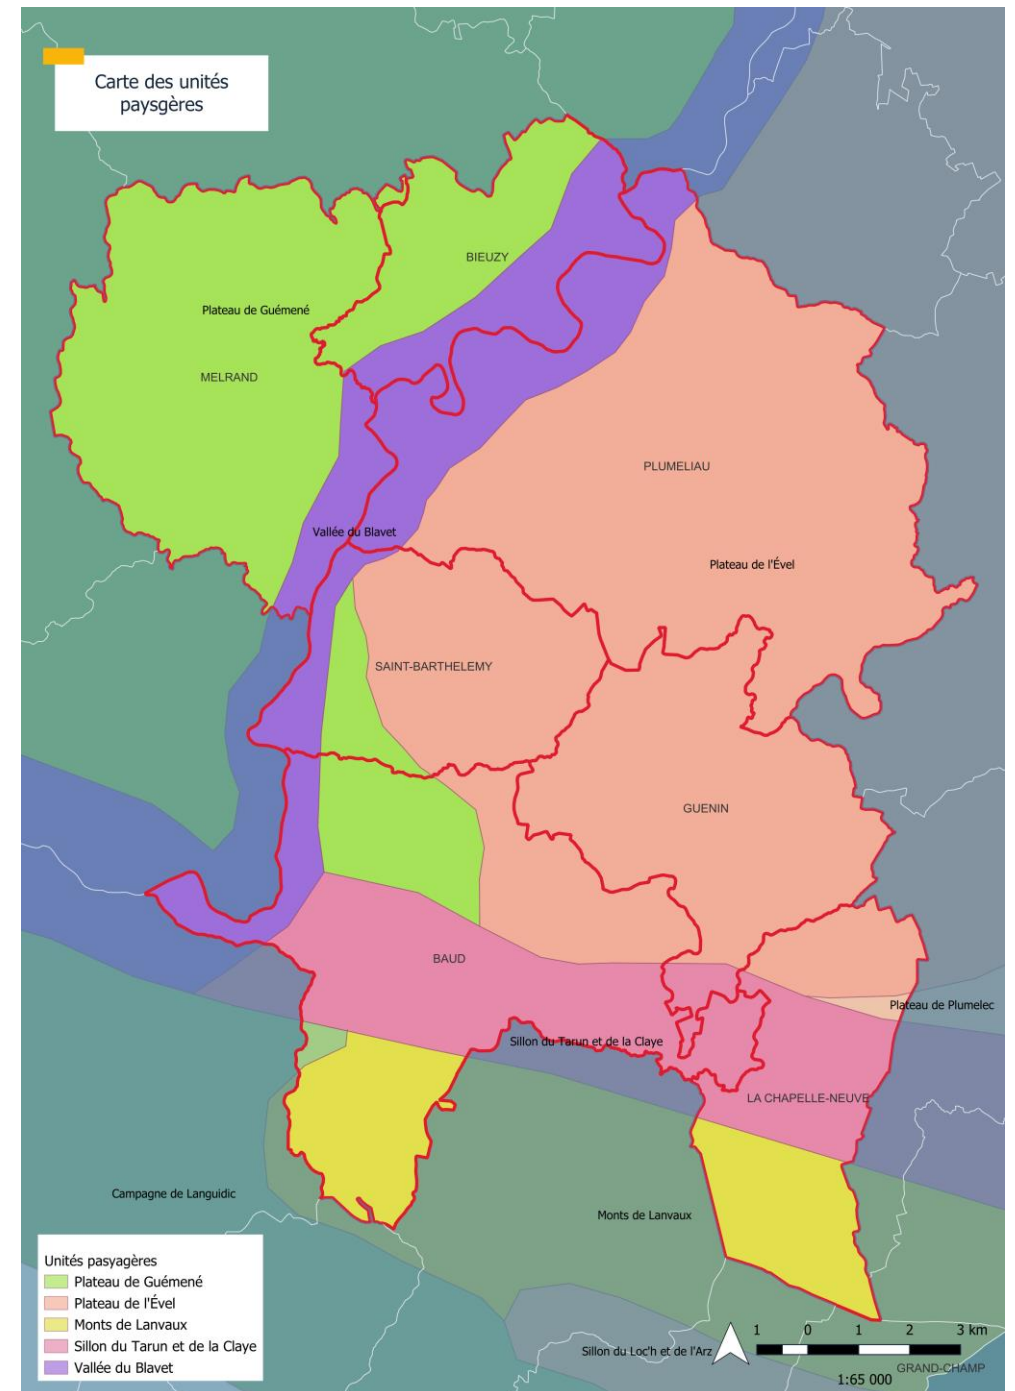 Carte des unités
paysgères
BIEUZY
Plateau de Guémené
MELRAND
PLUMELIAU
Vallée du Blavet
Plateau de l'Ével
SAINT-BARTHELEMY
GUENIN
BAUD
Plateau de Plumelec
Sillon du Tarun et de la Claye
LA CHAPELLE-NEUVE
Campagne de Languidic
Monts de Lanvaux
Unités pasyagères
Plateau de Guémené
Plateau de l'Ével
Monts de Lanvaux
Sillon du Tarun et de la Claye
Vallée du Blavet
1 0 1 2 3 km
Sillon du Loc'h et de l'Arz
GRAND-CHAMP
1:65 000